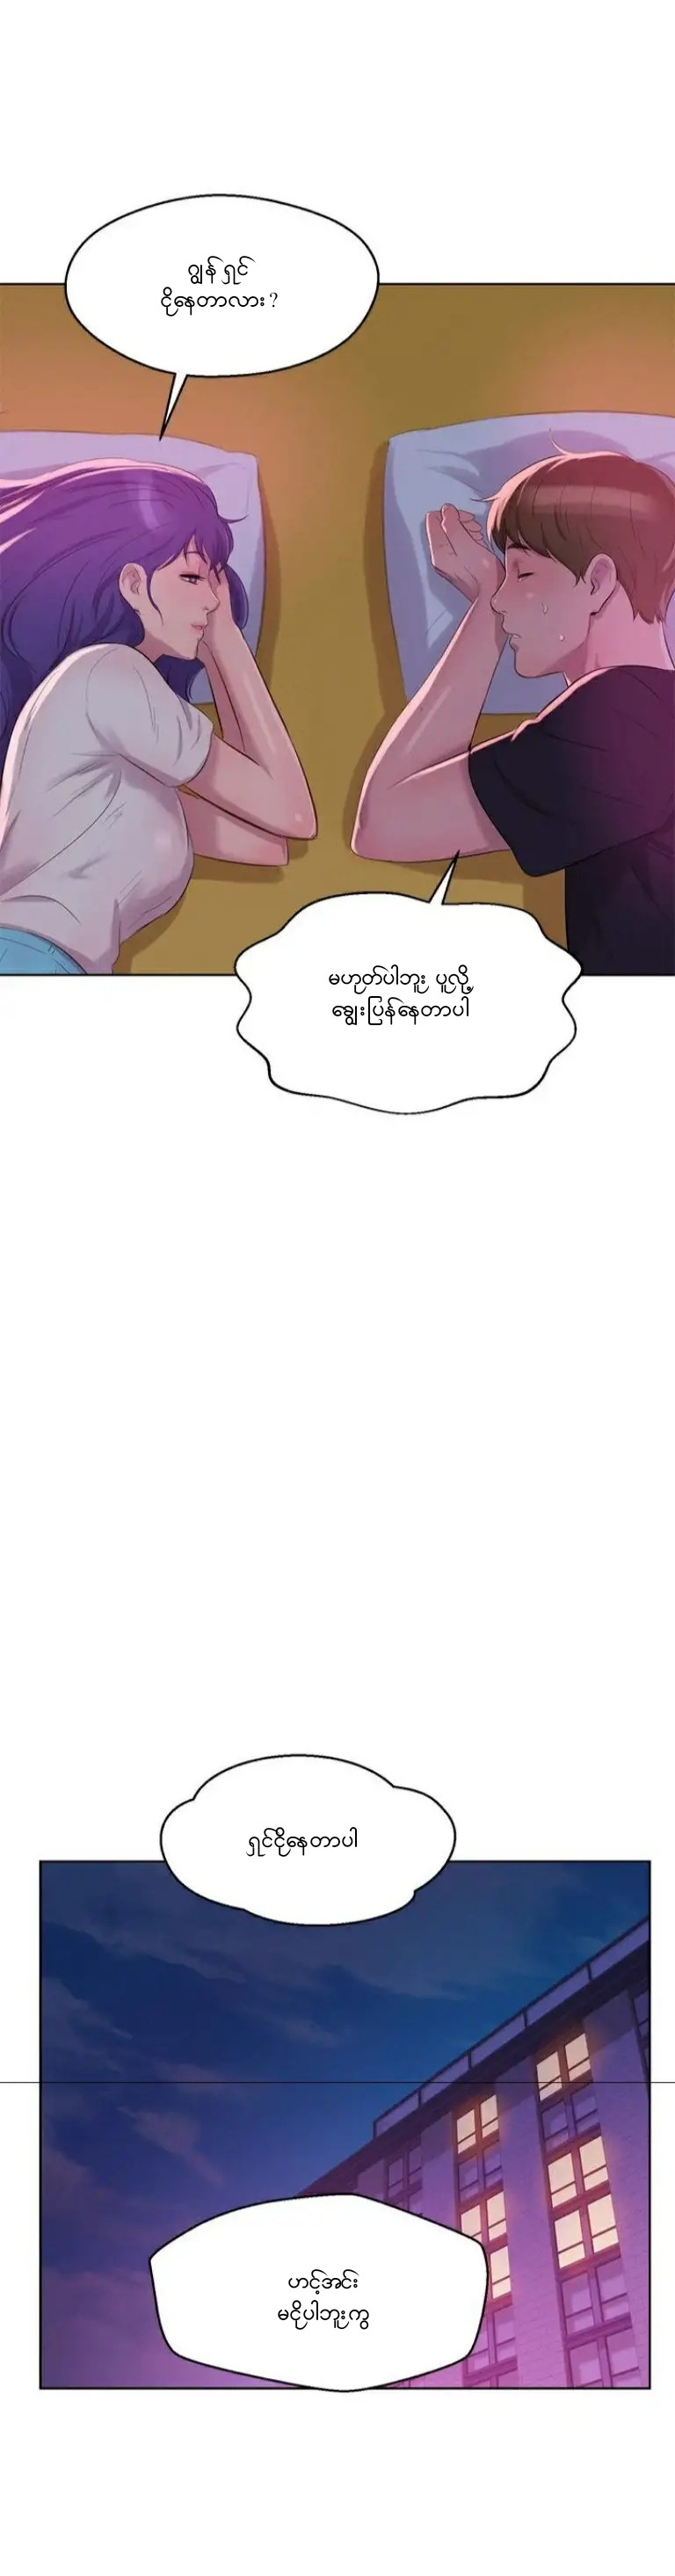 ဂျွန် ရှင်
ငိုနေတာလား?
မဟုတ်ပါဘူး ပူလို့
ချွေးပြန်နေတာပါ
ရှင်ငိုနေတာပါ
ဟင့်အင်း
မငိုပါဘူးကွ